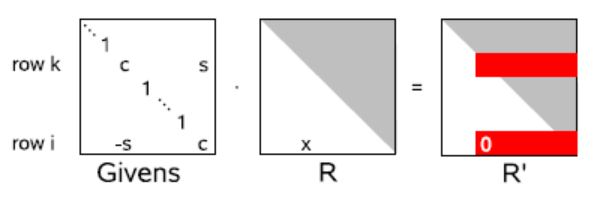 1
row k c s · =
1
1
row i -s c x 0
Givens R R'